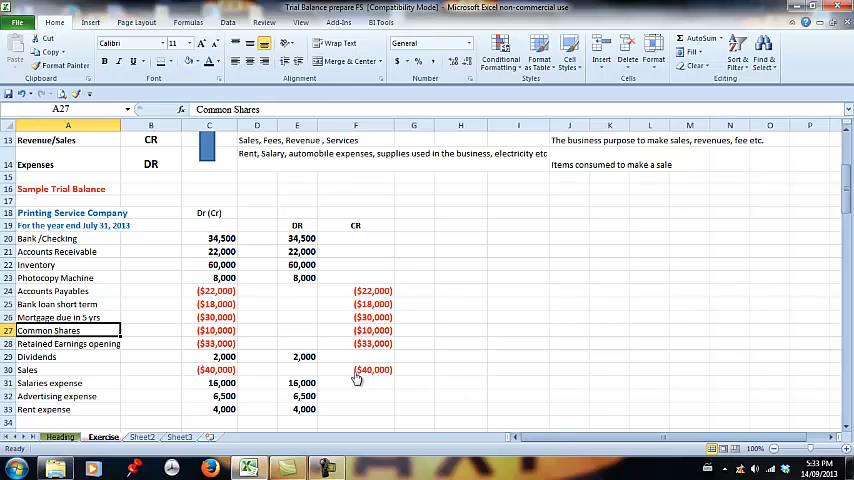 Trial Balance prepare FS [Compatibility Mode] - Microsoft Excel non-commercial use
File Home Insert Page Layout Formulas Data Review View Add-Ins BI Tools
Cut
Copy
Format Painter
Paste
Calibri 11
B I U
Wrap Text
Merge & Center
General
$ % ,
Conditional Formatting
Format as Table
Cell Styles
Insert Delete Format
AutoSum
Fill
Clear
Sort & Filter
Find & Select
Clipboard Font Alignment Number Styles Cells Editing
A27 fx Common Shares
A B C D E F G H I J K L M N O P
13 Revenue/Sales CR Sales, Fees, Revenue , Services The business purpose to make sales, revenues, fee etc.
14 Expenses DR Rent, Salary, automobile expenses, supplies used in the business, electricity etc Items consumed to make a sale
15
16 Sample Trial Balance
17
18 Printing Service Company Dr (Cr)
19 For the year end July 31, 2013 DR CR
20 Bank /Checking 34,500 34,500
21 Accounts Receivable 22,000 22,000
22 Inventory 60,000 60,000
23 Photocopy Machine 8,000 8,000
24 Accounts Payables ($22,000) ($22,000)
25 Bank loan short term ($18,000) ($18,000)
26 Mortgage due in 5 yrs ($30,000) ($30,000)
27 Common Shares ($10,000) ($10,000)
28 Retained Earnings opening ($33,000) ($33,000)
29 Dividends 2,000 2,000
30 Sales ($40,000) ($40,000)
31 Salaries expense 16,000 16,000
32 Advertising expense 6,500 6,500
33 Rent expense 4,000 4,000
34
Heading Exercise Sheet2 Sheet3
Ready 100%
5:33 PM
14/09/2013